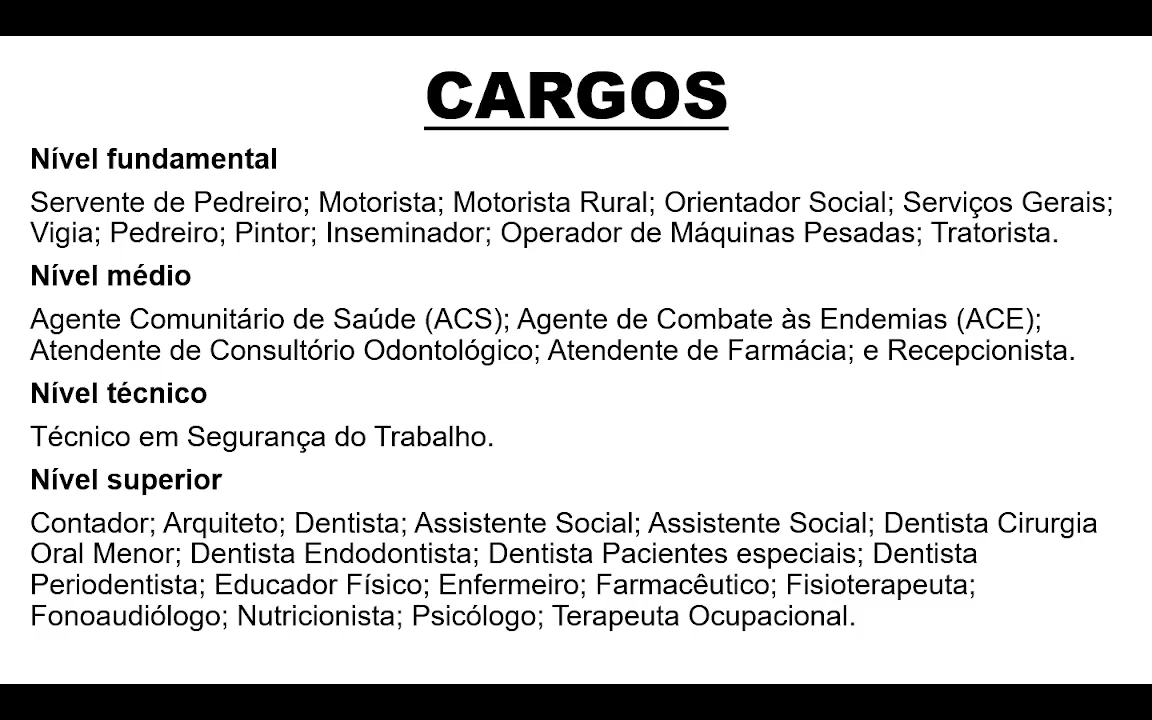 CARGOS
Nível fundamental
Servente de Pedreiro; Motorista; Motorista Rural; Orientador Social; Serviços Gerais;
Vigia; Pedreiro; Pintor; Inseminador; Operador de Máquinas Pesadas; Tratorista.
Nível médio
Agente Comunitário de Saúde (ACS); Agente de Combate às Endemias (ACE);
Atendente de Consultório Odontológico; Atendente de Farmácia; e Recepcionista.
Nível técnico
Técnico em Segurança do Trabalho.
Nível superior
Contador; Arquiteto; Dentista; Assistente Social; Assistente Social; Dentista Cirurgia
Oral Menor; Dentista Endodontista; Dentista Pacientes especiais; Dentista
Periodentista; Educador Físico; Enfermeiro; Farmacêutico; Fisioterapeuta;
Fonoaudiólogo; Nutricionista; Psicólogo; Terapeuta Ocupacional.